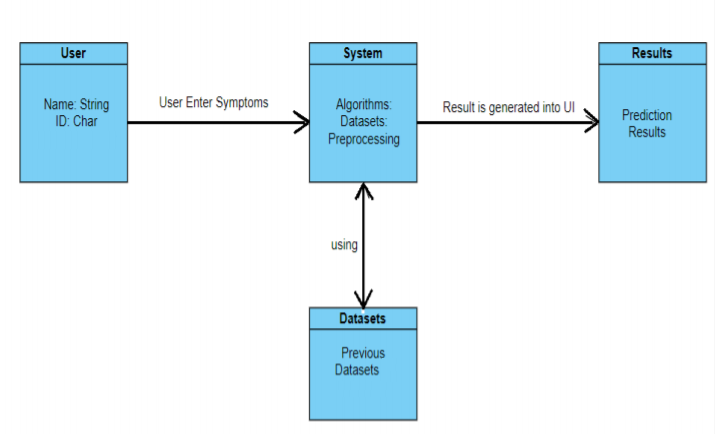 User
Name: String
ID: Char
User Enter Symptoms
System
Algorithms:
Datasets:
Preprocessing
Result is generated into UI
Results
Prediction
Results
using
Datasets
Previous
Datasets